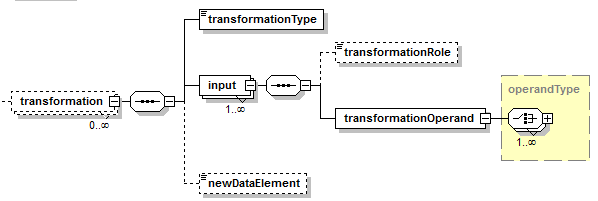 transformationType
transformationRole
operandType
input
1..∞
transformation
0..∞
transformationOperand
1..∞
newDataElement